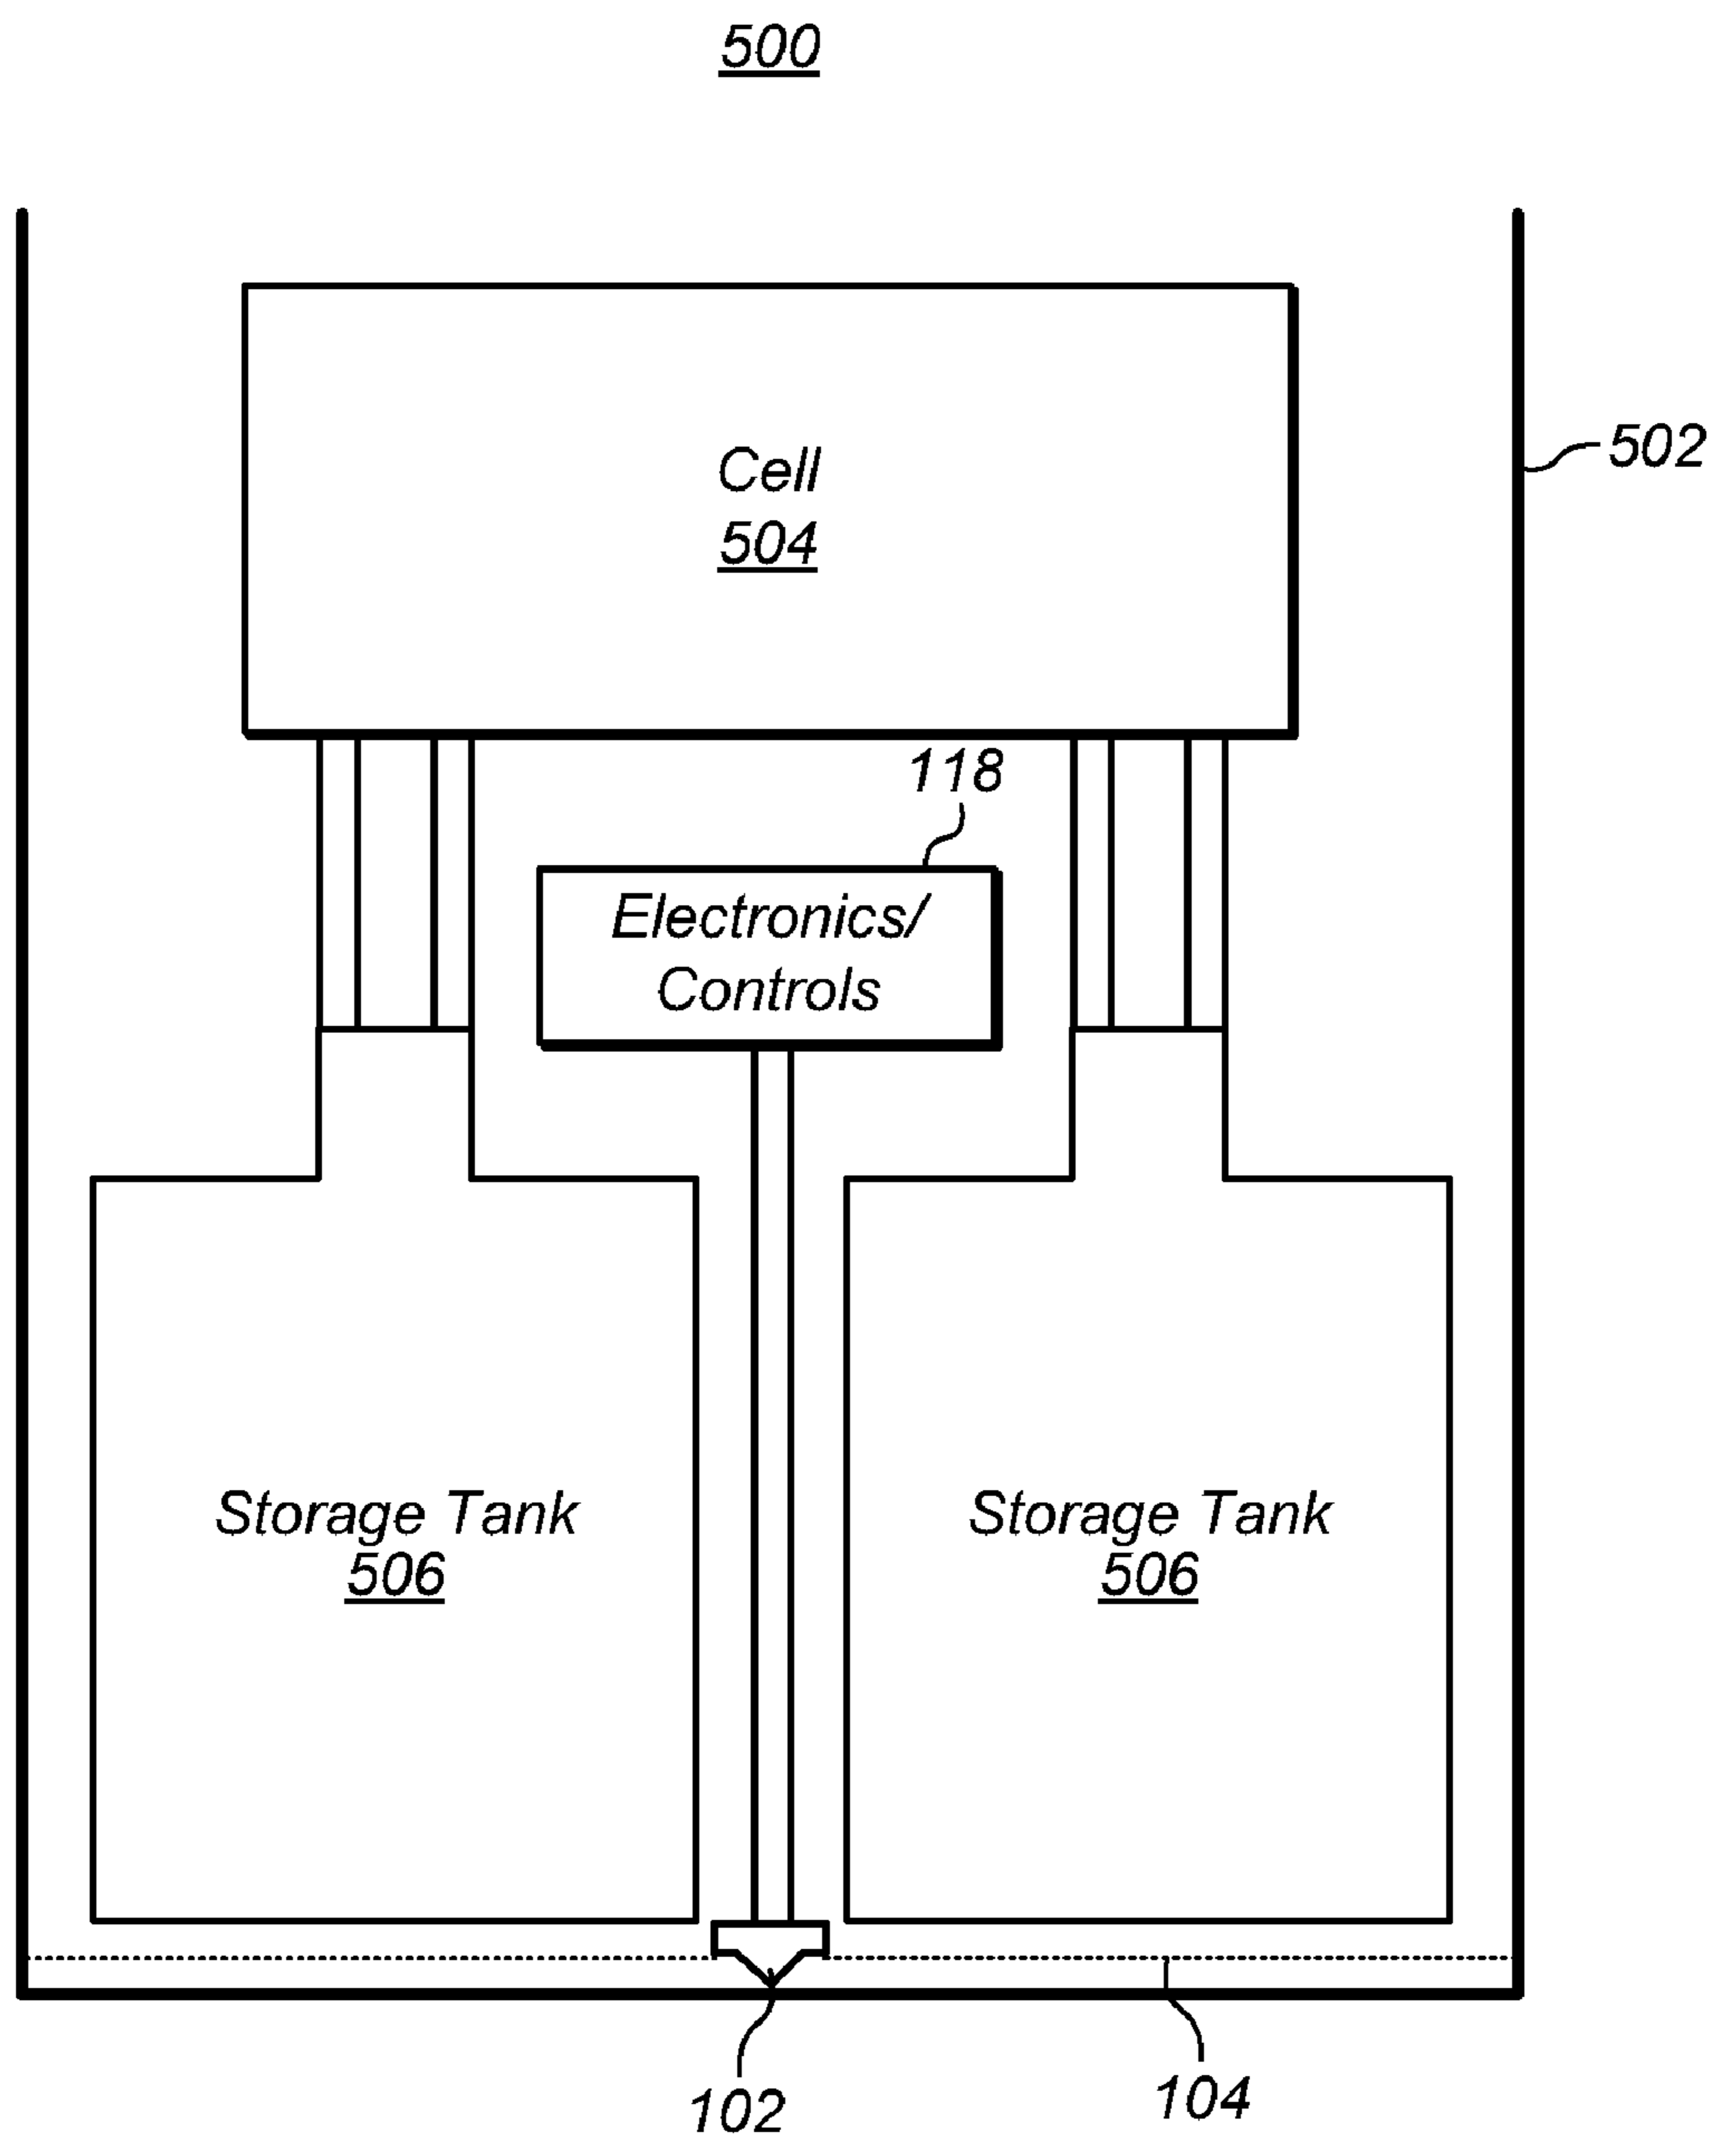 500
502
Cell
504
118
Electronics/
Controls
Storage Tank
506
Storage Tank
506
102
104